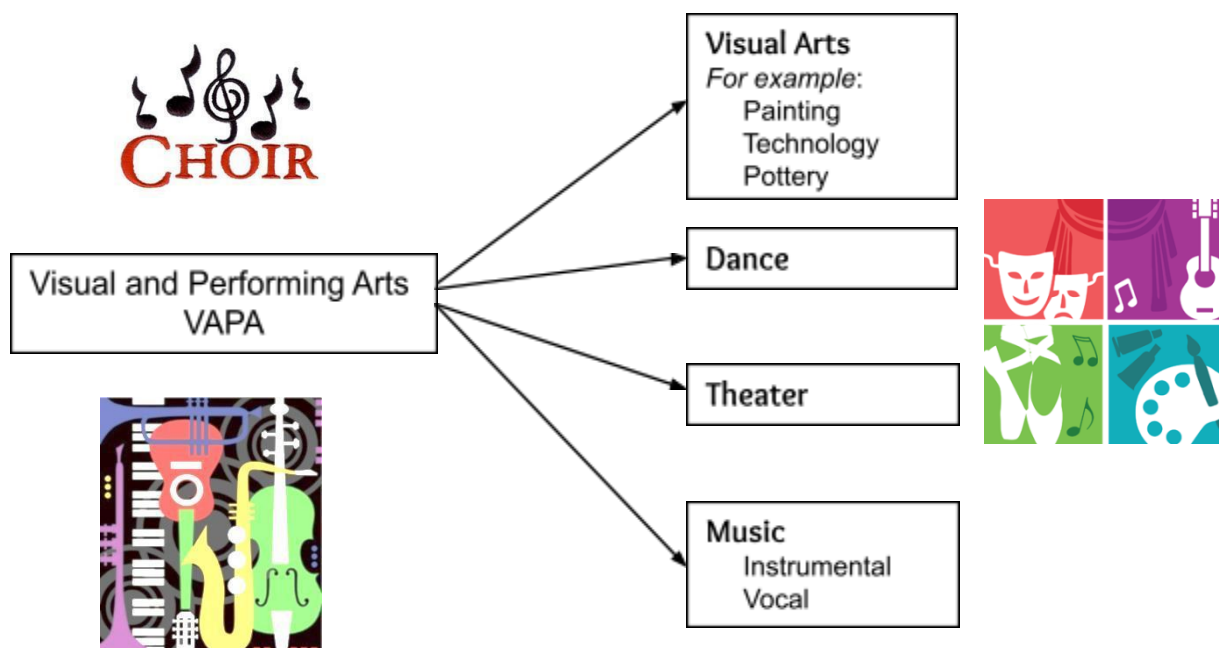 CHOIR
Visual and Performing Arts
VAPA
Visual Arts
For example:
Painting
Technology
Pottery
Dance
Theater
Music
Instrumental
Vocal